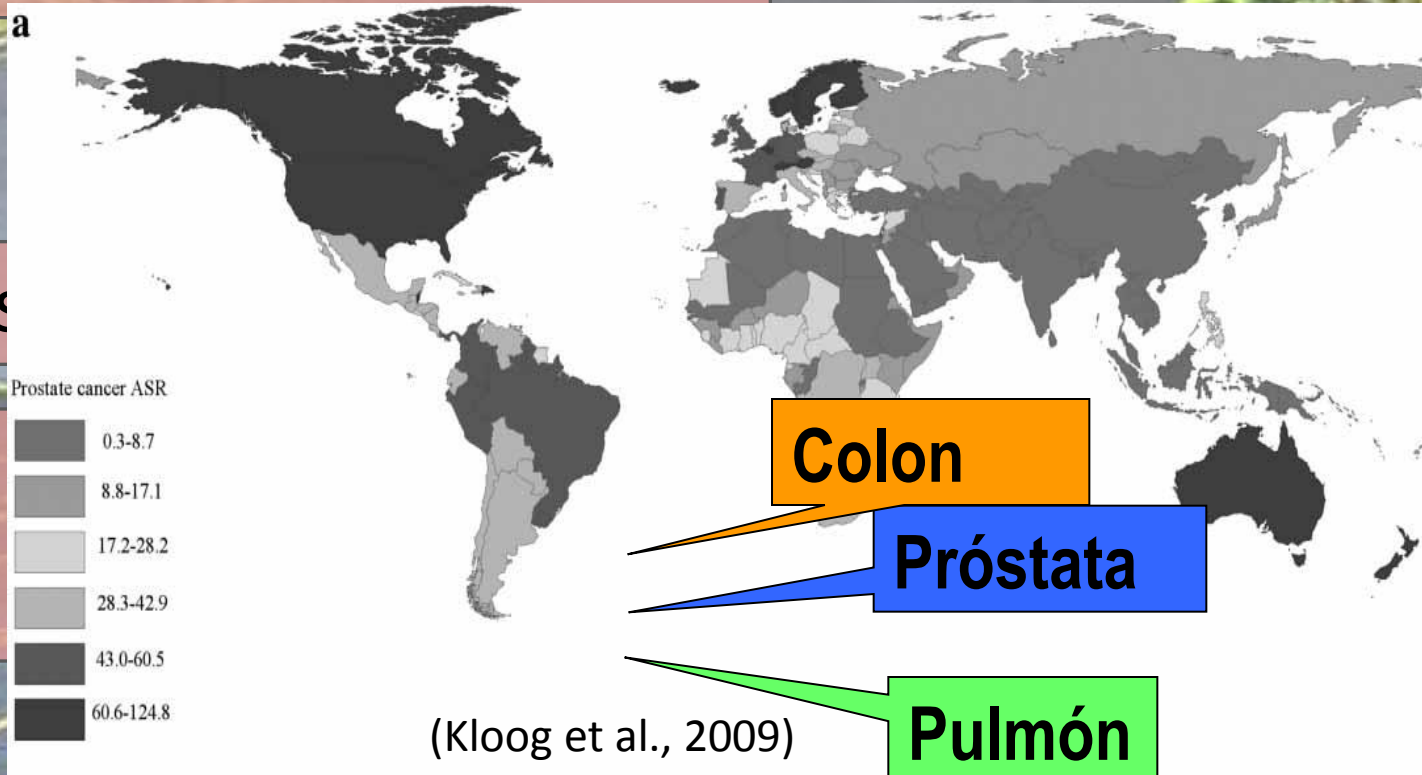 a
Prostate cancer ASR
0.3-8.7
8.8-17.1
17.2-28.2
28.3-42.9
43.0-60.5
60.6-124.8
Colon
Próstata
Pulmón
(Kloog et al., 2009)